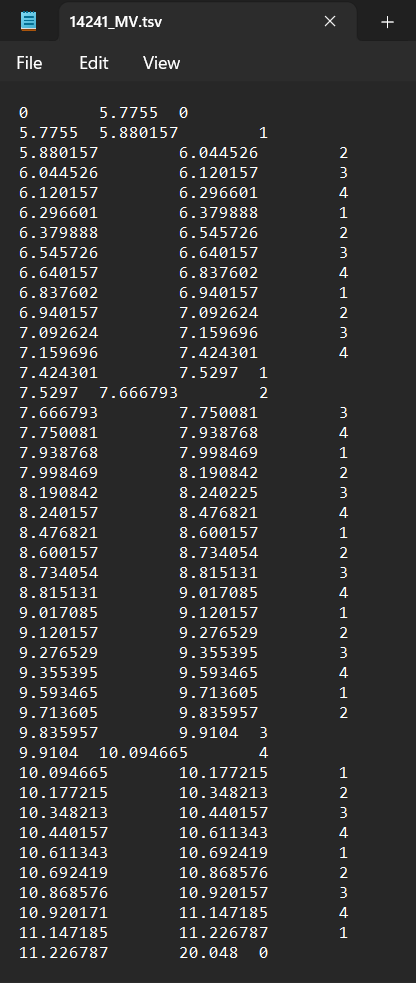 14241_MV.tsv
File Edit View
0 5.7755 0
5.7755 5.880157 1
5.880157 6.044526 2
6.044526 6.120157 3
6.120157 6.296601 4
6.296601 6.379888 1
6.379888 6.545726 2
6.545726 6.640157 3
6.640157 6.837602 4
6.837602 6.940157 1
6.940157 7.092624 2
7.092624 7.159696 3
7.159696 7.424301 4
7.424301 7.5297 1
7.5297 7.666793 2
7.666793 7.750081 3
7.750081 7.938768 4
7.938768 7.998469 1
7.998469 8.190842 2
8.190842 8.240225 3
8.240157 8.476821 4
8.476821 8.600157 1
8.600157 8.734054 2
8.734054 8.815131 3
8.815131 9.017085 4
9.017085 9.120157 1
9.120157 9.276529 2
9.276529 9.355395 3
9.355395 9.593465 4
9.593465 9.713605 1
9.713605 9.835957 2
9.835957 9.9104 3
9.9104 10.094665 4
10.094665 10.177215 1
10.177215 10.348213 2
10.348213 10.440157 3
10.440157 10.611343 4
10.611343 10.692419 1
10.692419 10.868576 2
10.868576 10.920157 3
10.920171 11.147185 4
11.147185 11.226787 1
11.226787 20.048 0